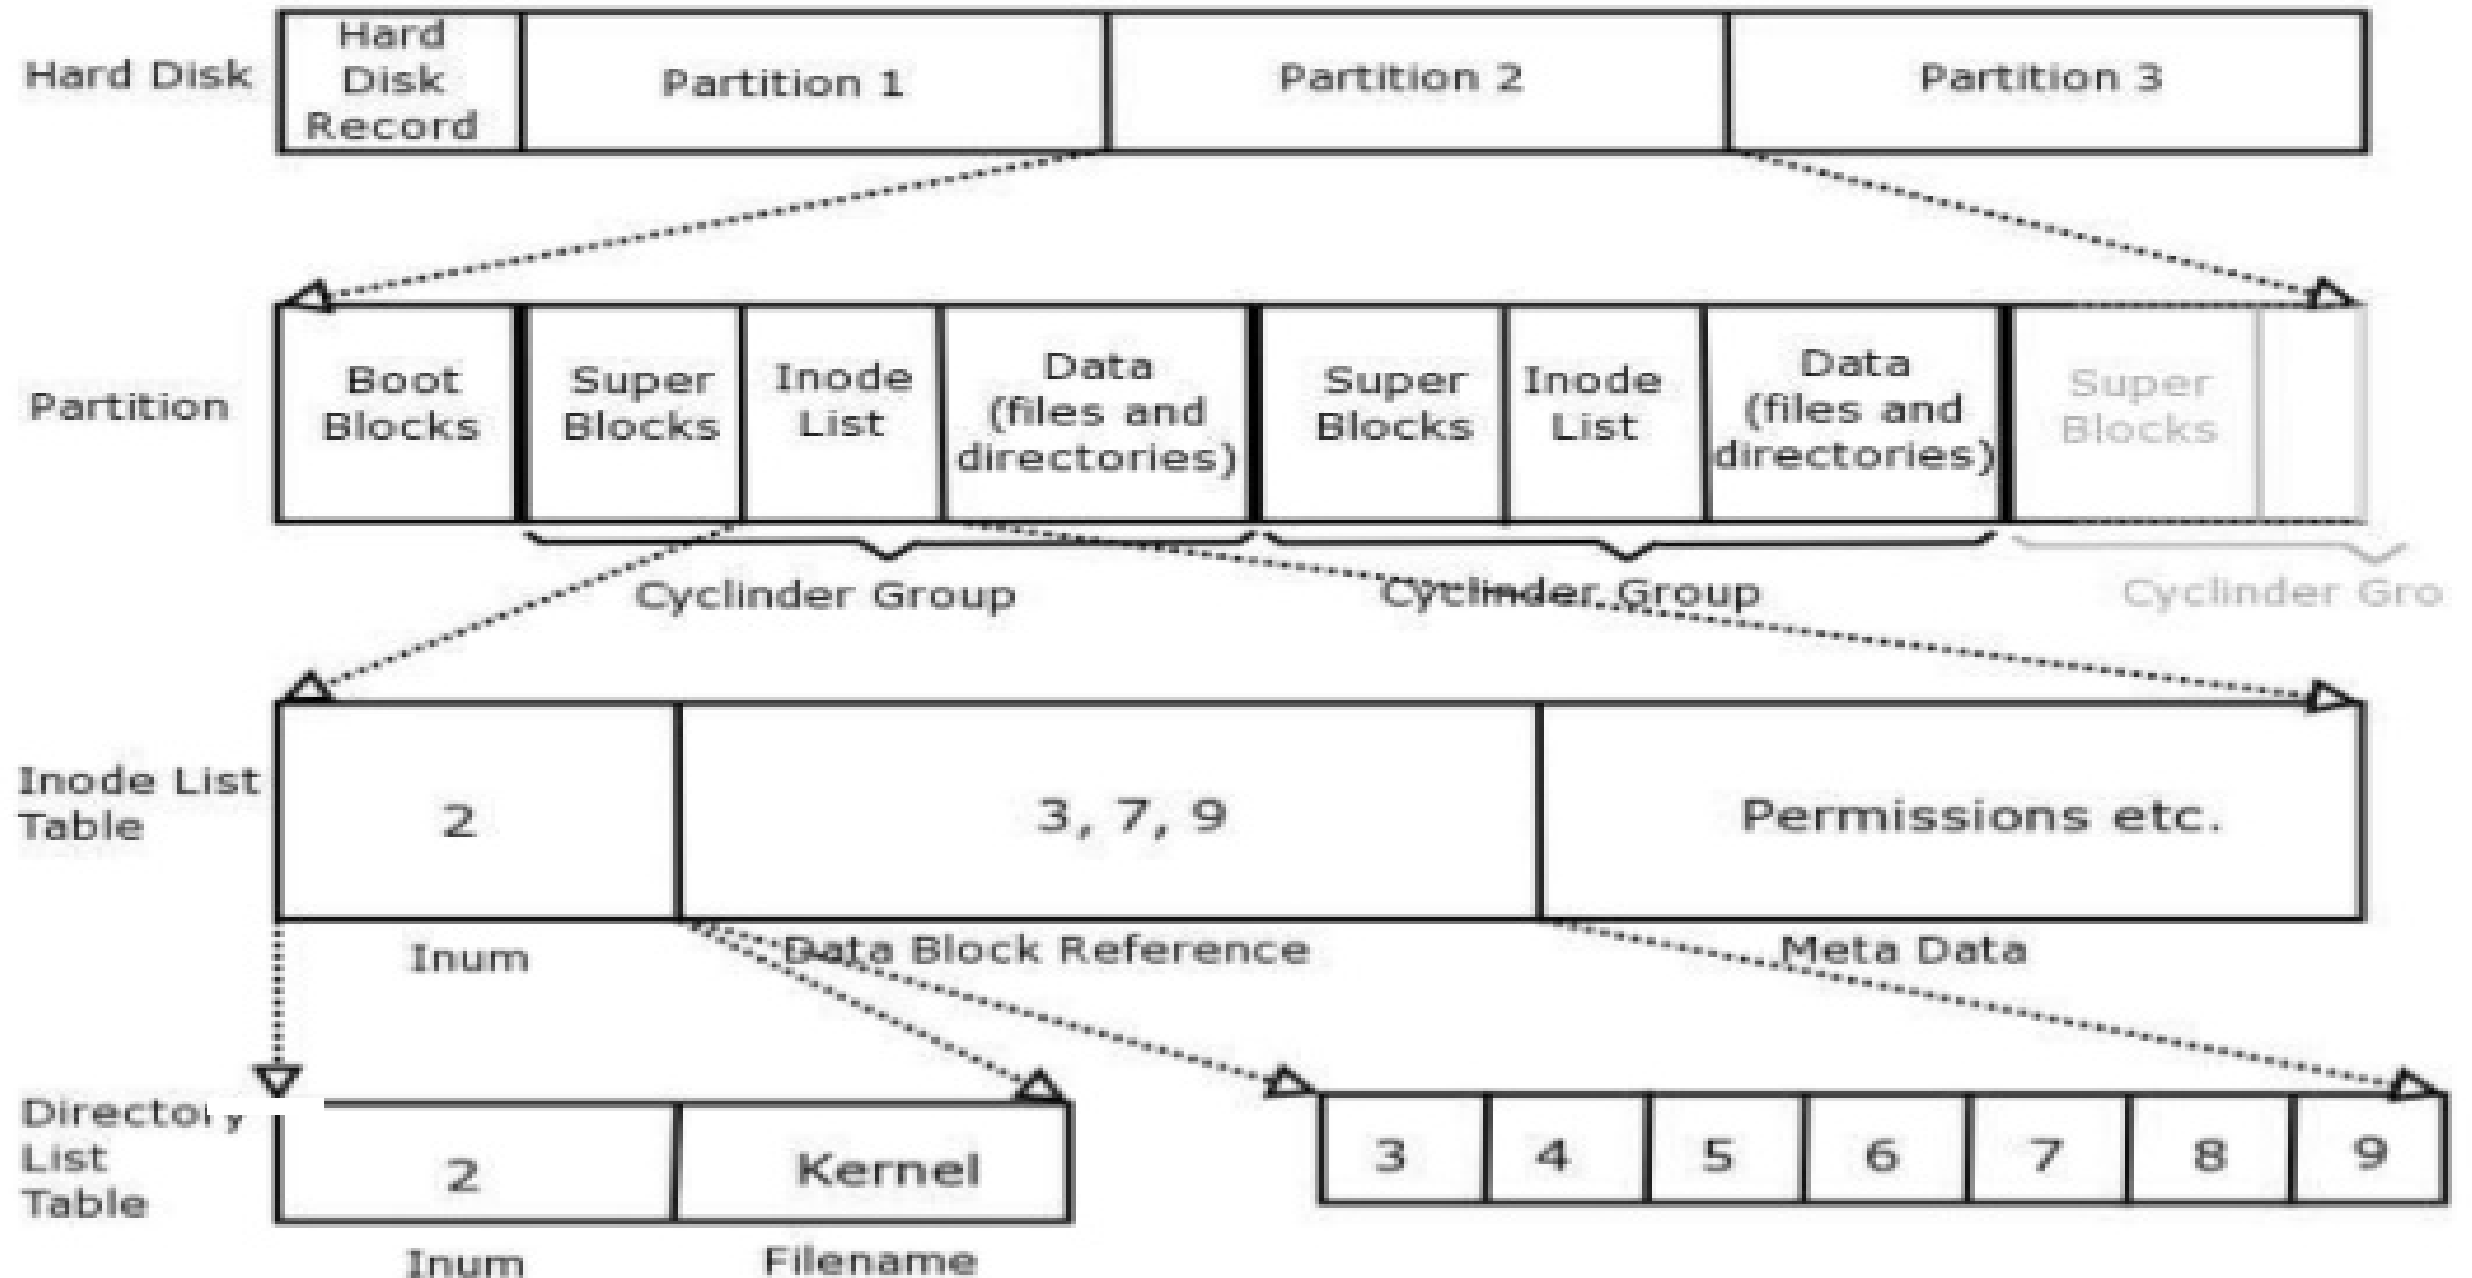 Hard Disk
Hard
Disk
Record
Partition 1
Partition 2
Partition 3
Partition
Boot
Blocks
Super
Blocks
Inode
List
Data
(files and
directories)
Super
Blocks
Inode
List
Data
(files and
directories)
Super
Blocks
Cyclinder Group
Cyclinder Group
Cyclinder Gro
Inode List
Table
2
3, 7, 9
Permissions etc.
Inum
Data Block Reference
Meta Data
Directory
List
Table
2
Kernel
3
4
5
6
7
8
9
Inum
Filename